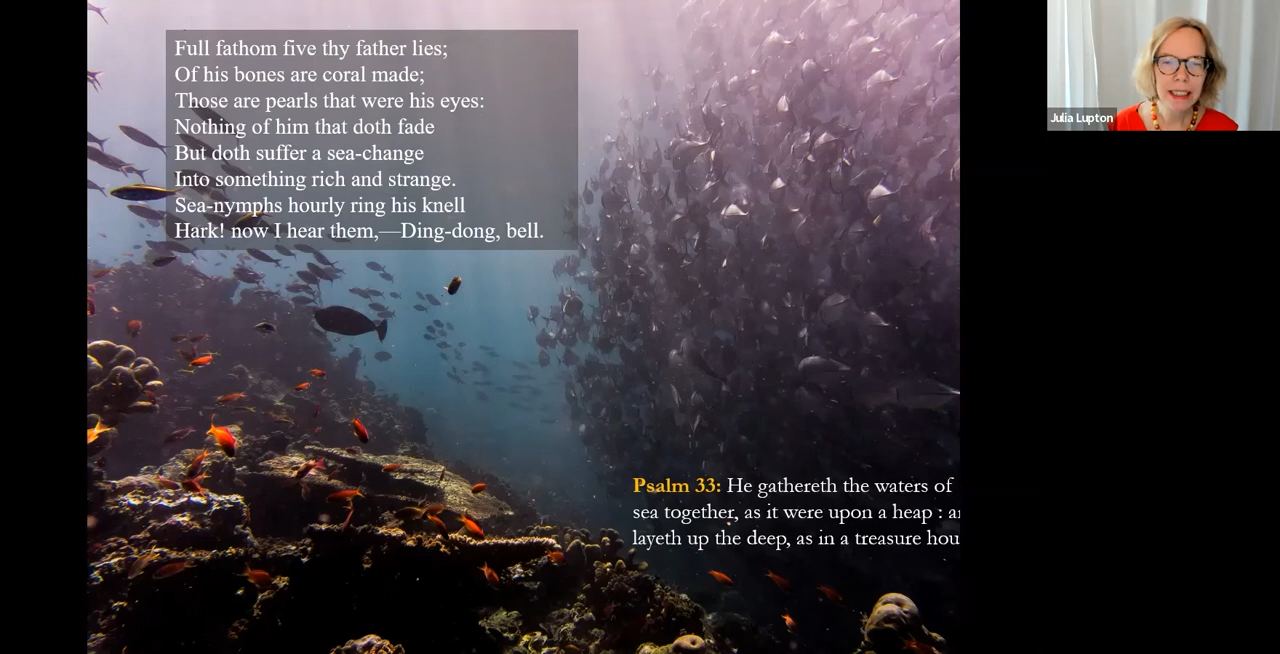 Full fathom five thy father lies;
Of his bones are coral made;
Those are pearls that were his eyes:
Nothing of him that doth fade
But doth suffer a sea-change
Into something rich and strange.
Sea-nymphs hourly ring his knell
Hark! now I hear them,—Ding-dong, bell.
Julia Lupton
Psalm 33: He gathereth the waters of
sea together, as it were upon a heap :
layeth up the deep, as in a treasure